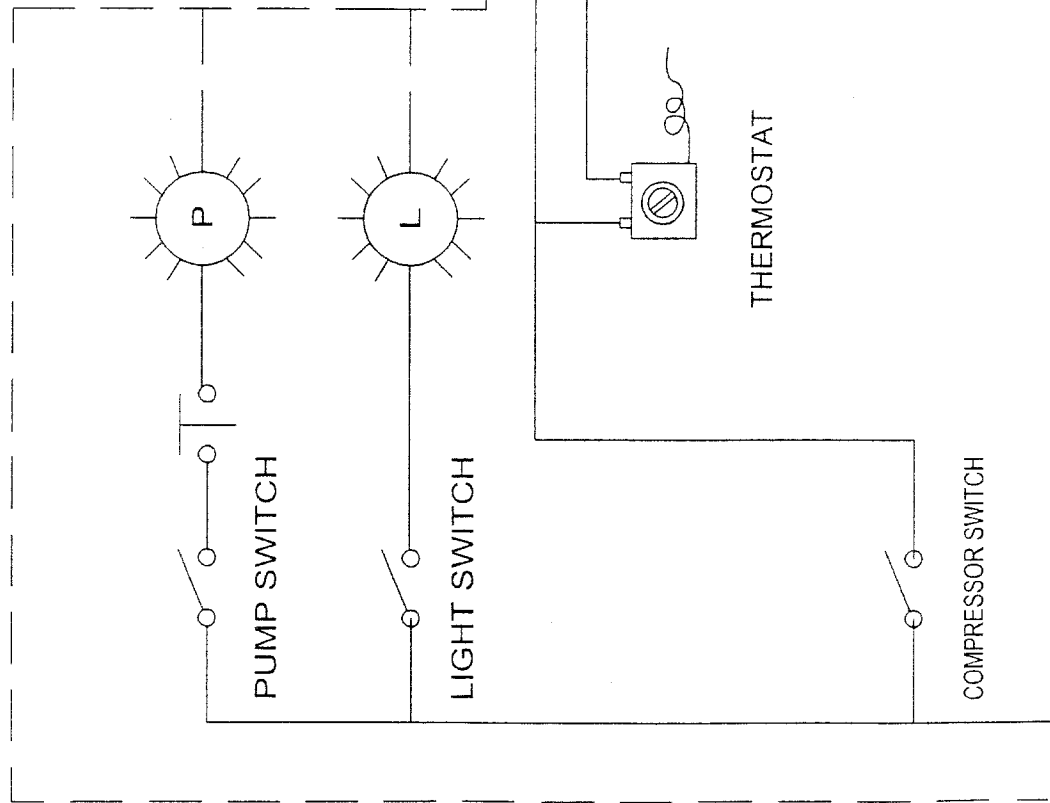 P
PUMP SWITCH
L
LIGHT SWITCH
THERMOSTAT
COMPRESSOR SWITCH